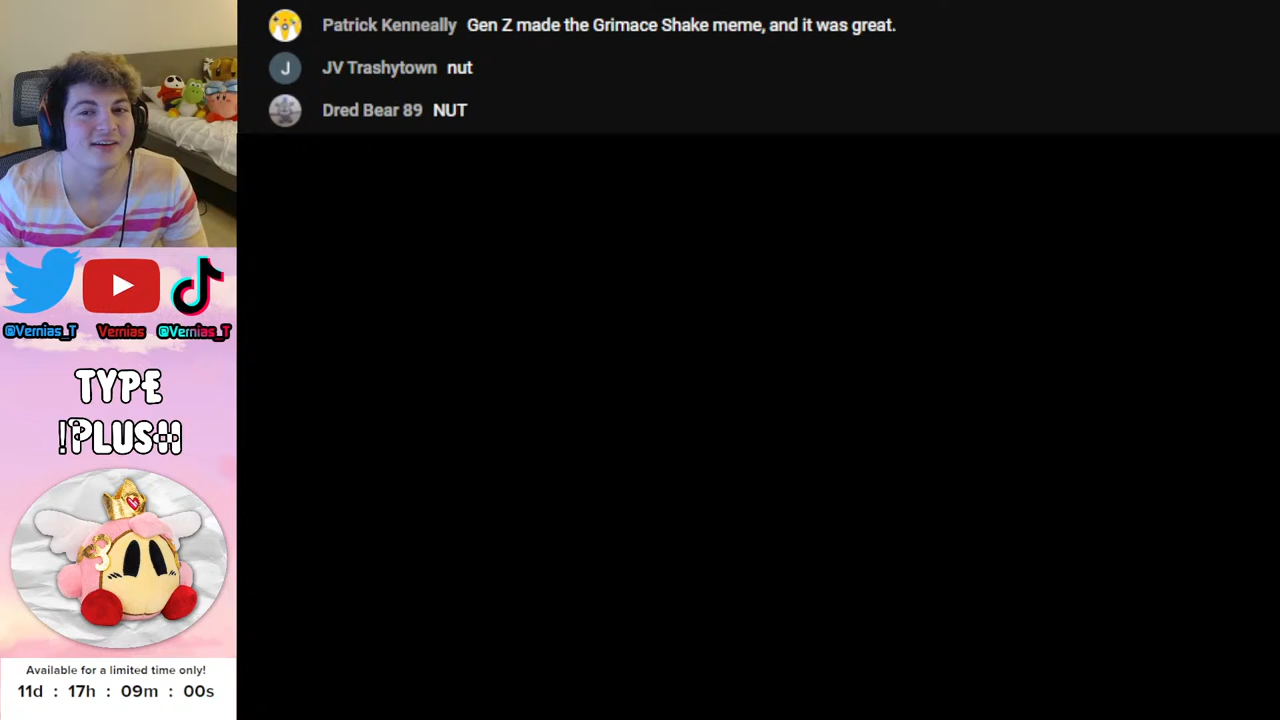 Patrick Kenneally Gen Z made the Grimace Shake meme, and it was great.
J JV Trashytown nut
Dred Bear 89 NUT
@Vernias_T Vernias @Vernias_T
TYPE
!PLUSH
Available for a limited time only!
11d : 17h : 09m : 00s